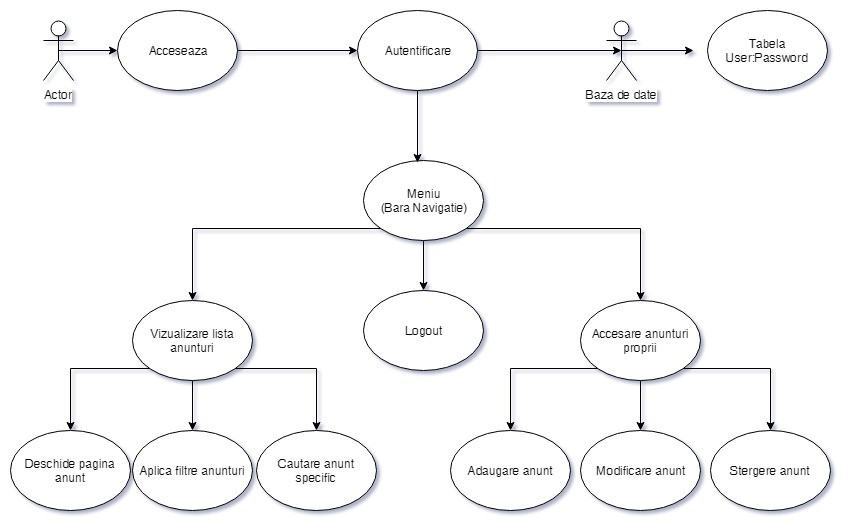 Actor
Acceseaza
Autentificare
Baza de date
Tabela
User:Password
Meniu
(Bara Navigatie)
Vizualizare lista
anunturi
Logout
Accesare anunturi
proprii
Deschide pagina
anunt
Aplica filtre anunturi
Cautare anunt
specific
Adaugare anunt
Modificare anunt
Stergere anunt